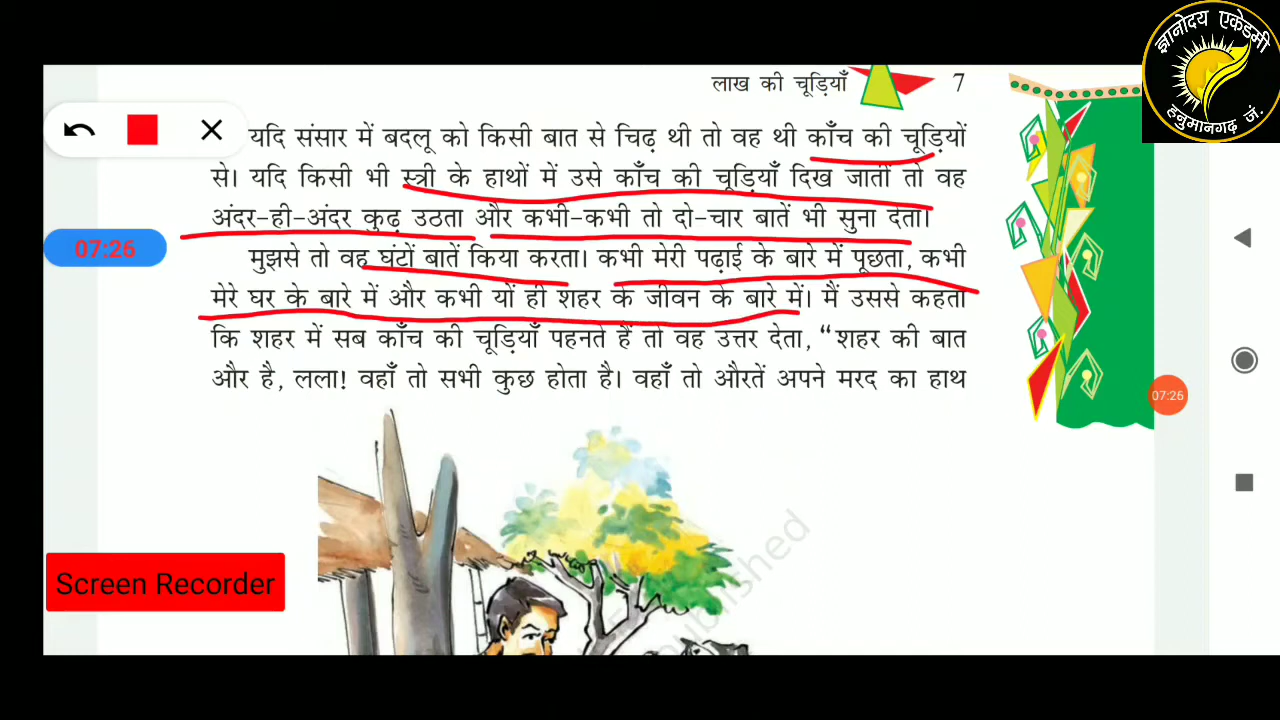 ज्ञानोदय एकेडमी
हनुमानगढ़ जं.
लाख की चूड़ियाँ 7
यदि संसार में बदलू को किसी बात से चिढ़ थी तो वह थी काँच की चूड़ियों
से। यदि किसी भी स्त्री के हाथों में उसे काँच की चूड़ियाँ दिख जातीं तो वह
अंदर-ही-अंदर कुढ़ उठता और कभी-कभी तो दो-चार बातें भी सुना देता।
मुझसे तो वह घंटों बातें किया करता। कभी मेरी पढ़ाई के बारे में पूछता, कभी
मेरे घर के बारे में और कभी यों ही शहर के जीवन के बारे में। मैं उससे कहता
कि शहर में सब काँच की चूड़ियाँ पहनते हैं तो वह उत्तर देता, “शहर की बात
और है, लला! वहाँ तो सभी कुछ होता है। वहाँ तो औरतें अपने मरद का हाथ
07:26
07:26
Screen Recorder